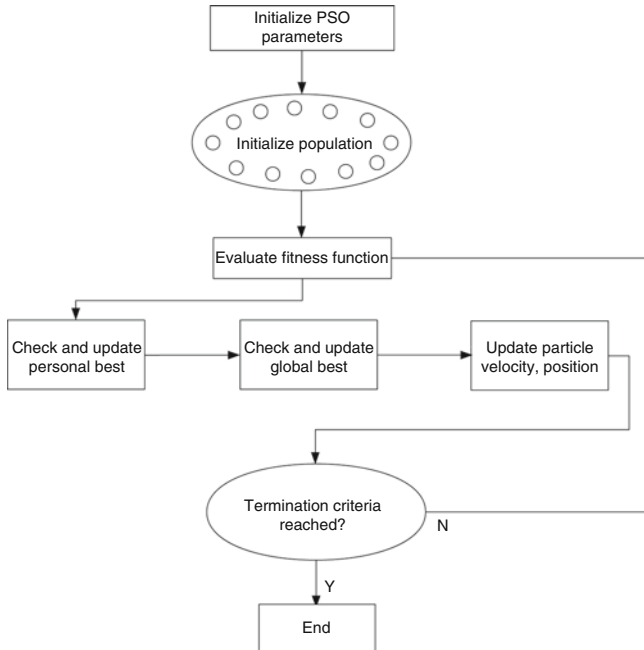 Initialize PSO
parameters
Initialize population
Evaluate fitness function
Check and update
personal best
Check and update
global best
Update particle
velocity, position
Termination criteria
reached?
N
Y
End